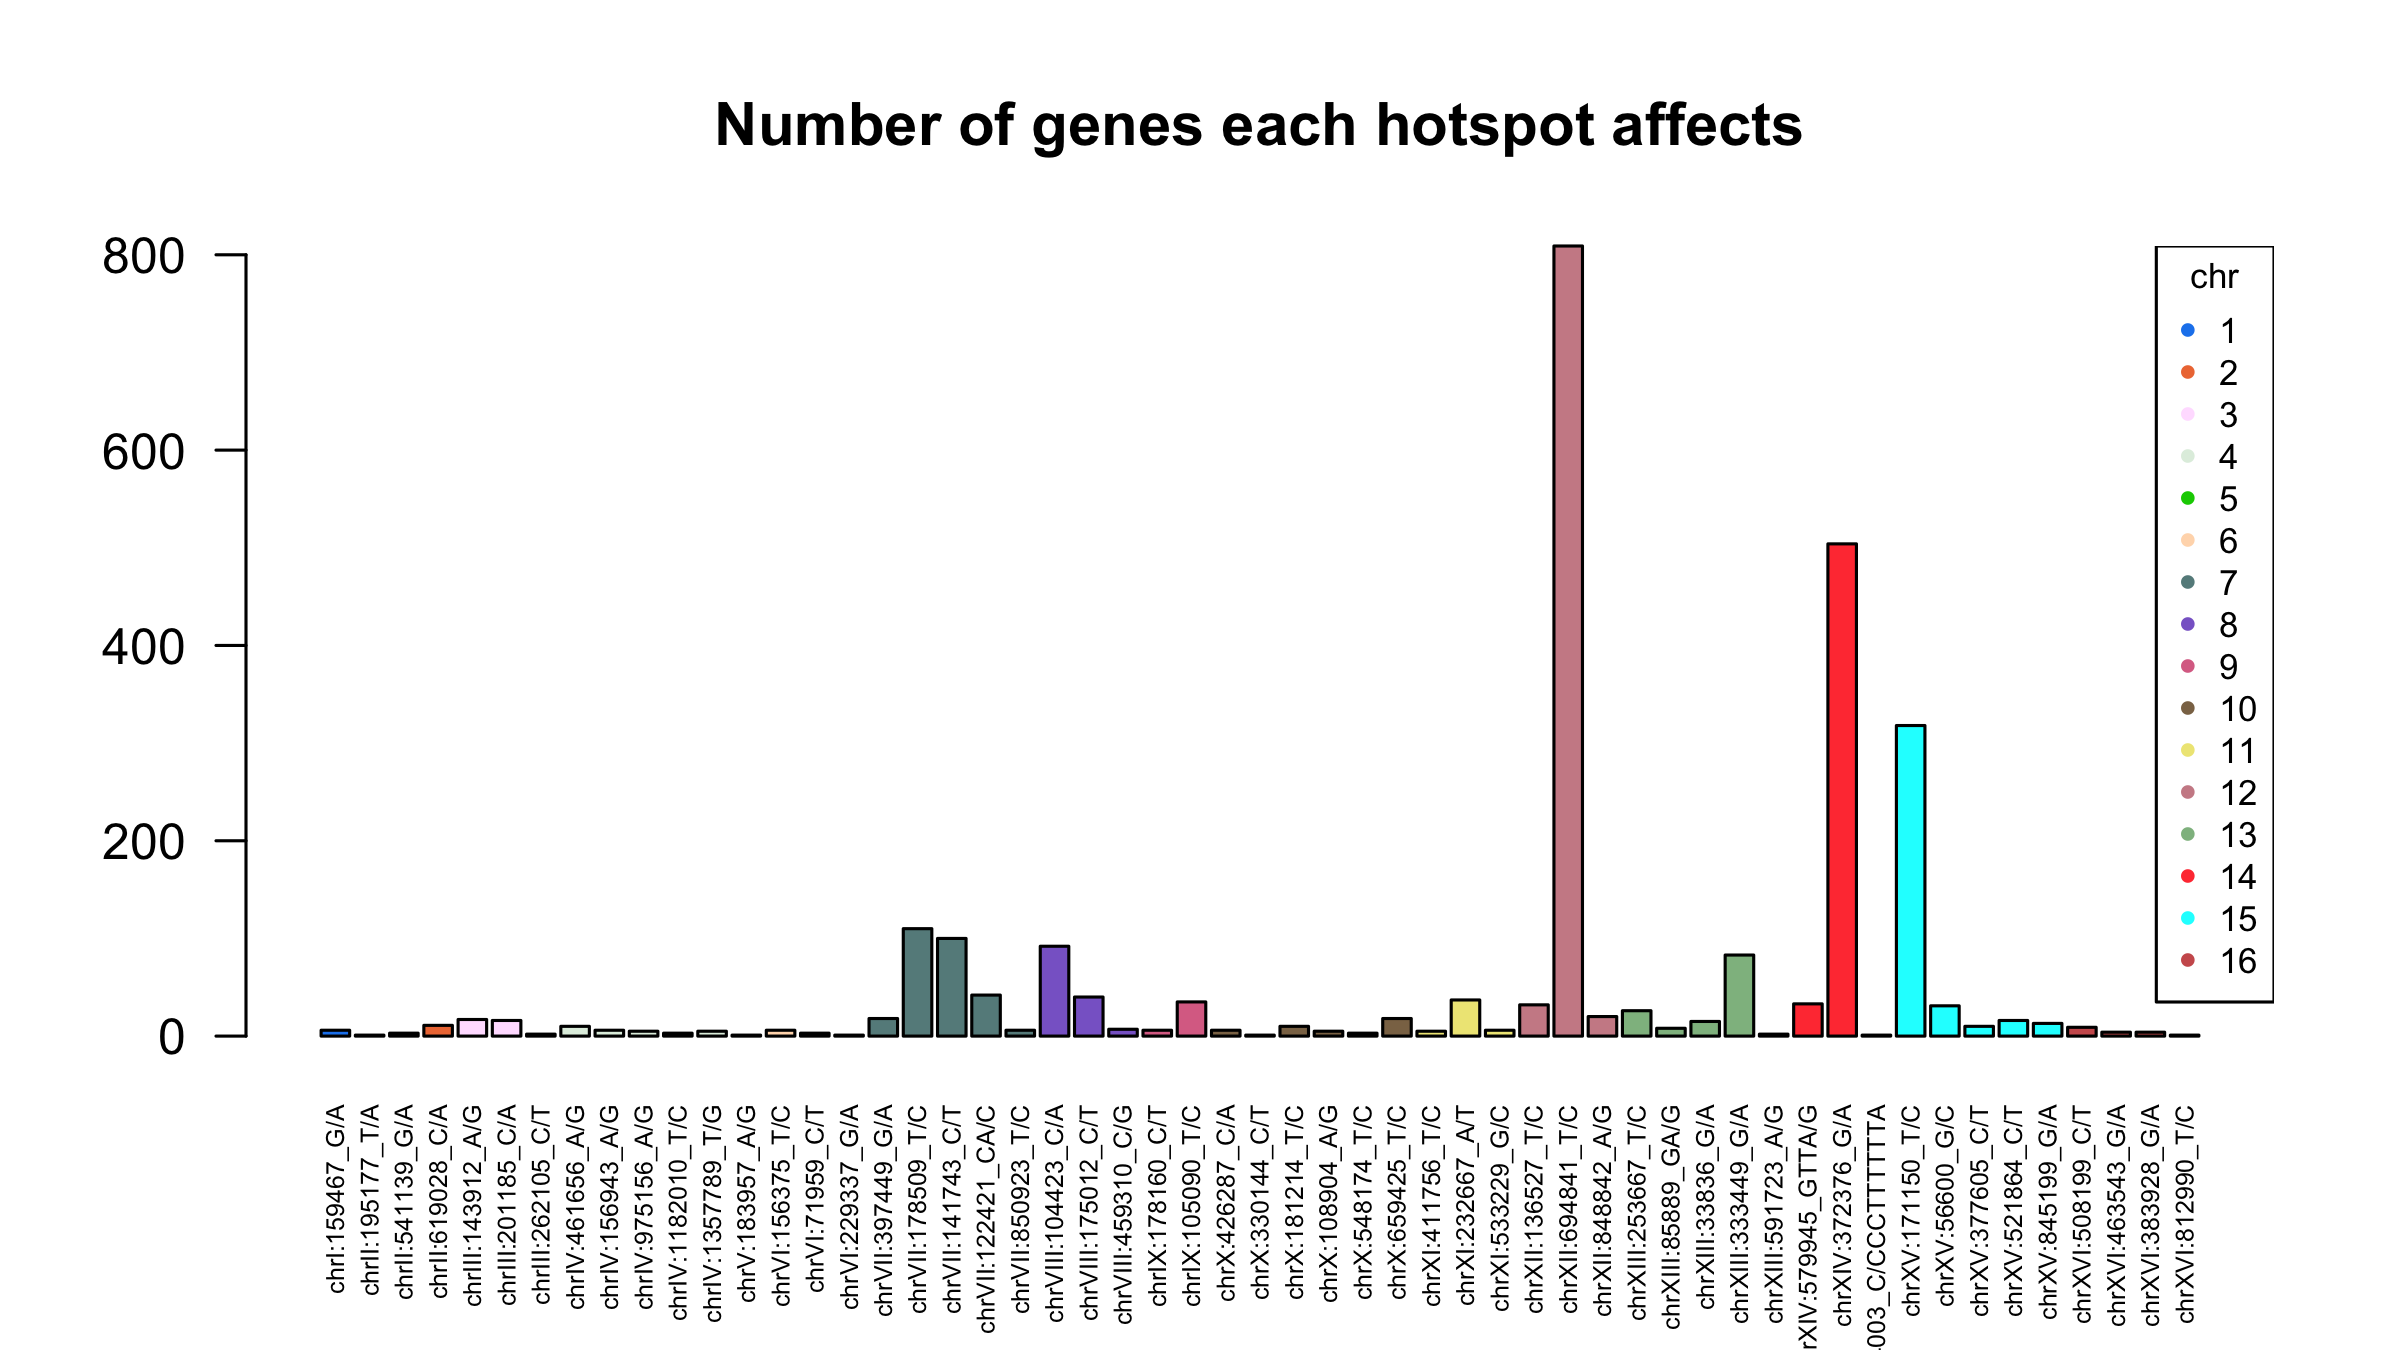 Number of genes each hotspot affects
800
600
400
200
0
chr
1
2
3
4
5
6
7
8
9
10
11
12
13
14
15
16
chrI:159467_G/A
chrII:195177_T/A
chrII:541139_G/A
chrII:619028_C/A
chrIII:143912_A/G
chrIII:201185_C/A
chrIII:262105_C/T
chrIV:461656_A/G
chrIV:156943_A/G
chrIV:975156_A/G
chrIV:1182010_T/C
chrIV:1357789_T/G
chrV:183957_A/G
chrVI:156375_T/C
chrVI:71959_C/T
chrVI:229337_G/A
chrVII:397449_G/A
chrVII:178509_T/C
chrVII:141743_C/T
chrVII:122421_CA/C
chrVII:850923_T/C
chrVIII:104423_C/A
chrVIII:175012_C/T
chrVIII:459310_C/G
chrIX:178160_C/T
chrIX:105090_T/C
chrX:426287_C/A
chrX:330144_C/T
chrX:181214_T/C
chrX:108904_A/G
chrX:548174_T/C
chrX:659425_T/C
chrXI:411756_T/C
chrXI:232667_A/T
chrXI:533229_G/C
chrXII:136527_T/C
chrXII:694841_T/C
chrXII:848842_A/G
chrXIII:253667_T/C
chrXIII:85889_GA/G
chrXIII:33836_G/A
chrXIII:333449_G/A
chrXIII:591723_A/G
rXIV:579945_GTTA/G
chrXIV:372376_G/A
003_C/CCCTTTTTA
chrXV:171150_T/C
chrXV:56600_G/C
chrXV:377605_C/T
chrXV:521864_C/T
chrXV:845199_G/A
chrXVI:508199_C/T
chrXVI:463543_G/A
chrXVI:383928_G/A
chrXVI:812990_T/C